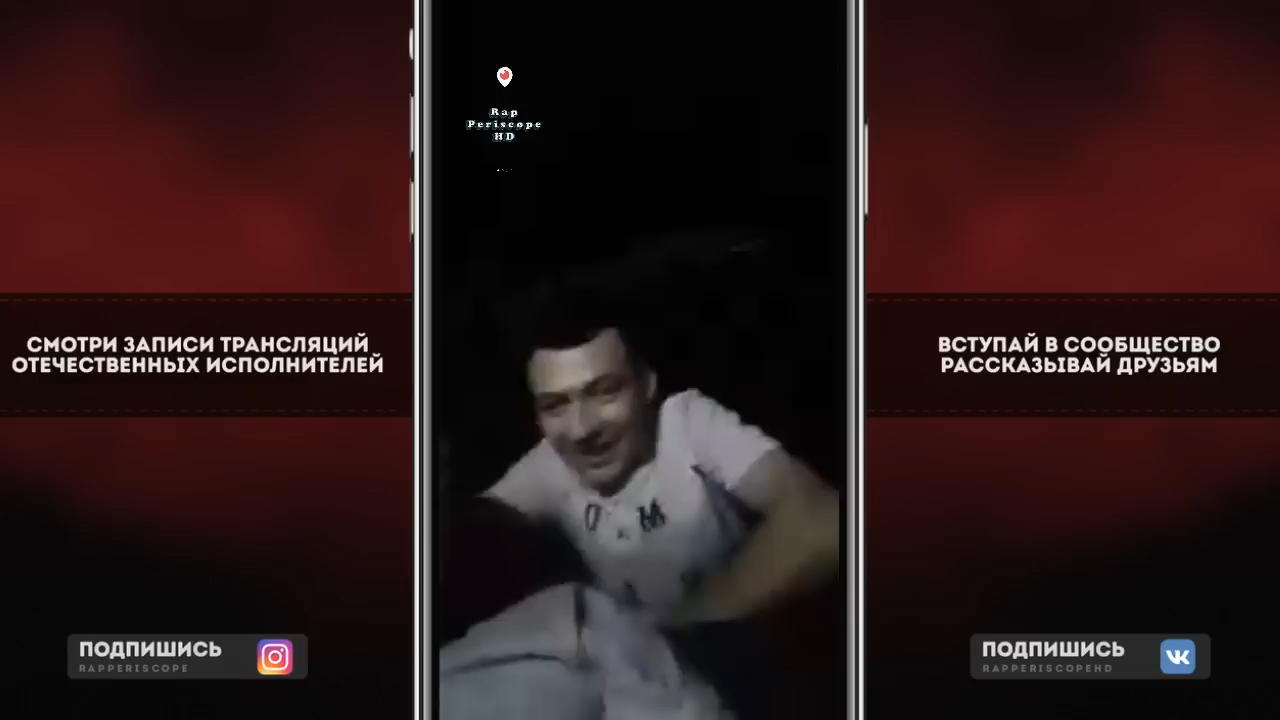 Rap
Periscope
HD
СМОТРИ ЗАПИСИ ТРАНСЛЯЦИЙ
ОТЕЧЕСТВЕННЫХ ИСПОЛНИТЕЛЕЙ
ВСТУПАЙ В СООБЩЕСТВО
РАССКАЗЫВАЙ ДРУЗЬЯМ
ПОДПИШИСЬ
RAPPERISCOPE
ПОДПИШИСЬ
RAPPERISCOPEHD